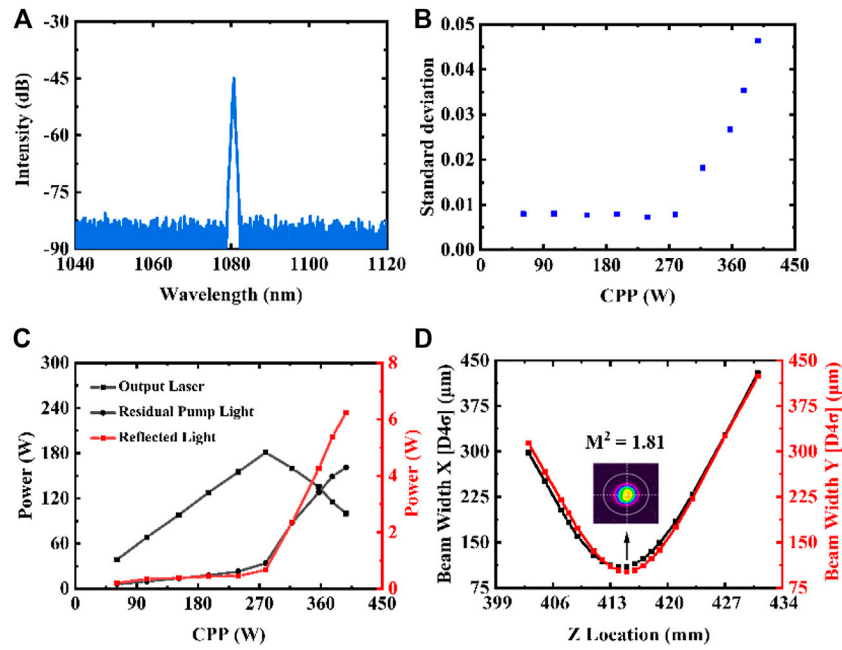 A
-30
-45
-60
-75
-90
Intensity (dB)
1040 1060 1080 1100 1120
Wavelength (nm)
B
0.05
0.04
0.03
0.02
0.01
0.00
Standard deviation
0 90 180 270 360 450
CPP (W)
C
300
240
180
120
60
0
Power (W)
Output Laser
Residual Pump Light
Reflected Light
8
6
4
2
0
Power (W)
0 90 180 270 360 450
CPP (W)
D
450
375
300
225
150
75
Beam Width X [D4σ] (μm)
M² = 1.81
450
375
300
225
150
75
Beam Width Y [D4σ] (μm)
399 406 413 420 427 434
Z Location (mm)